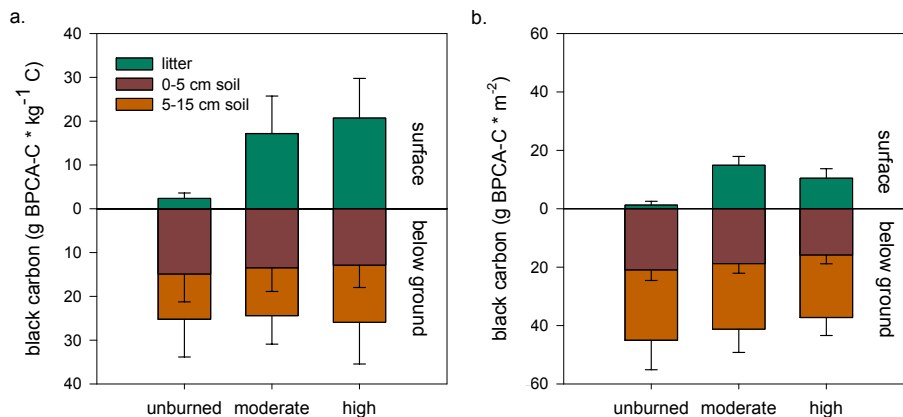 a.
black carbon (g BPCA-C * kg⁻¹ C)
40
30
20
10
0
10
20
30
40
litter
0-5 cm soil
5-15 cm soil
surface
below ground
unburned moderate high
b.
black carbon (g BPCA-C * m⁻²)
60
40
20
0
20
40
60
surface
below ground
unburned moderate high